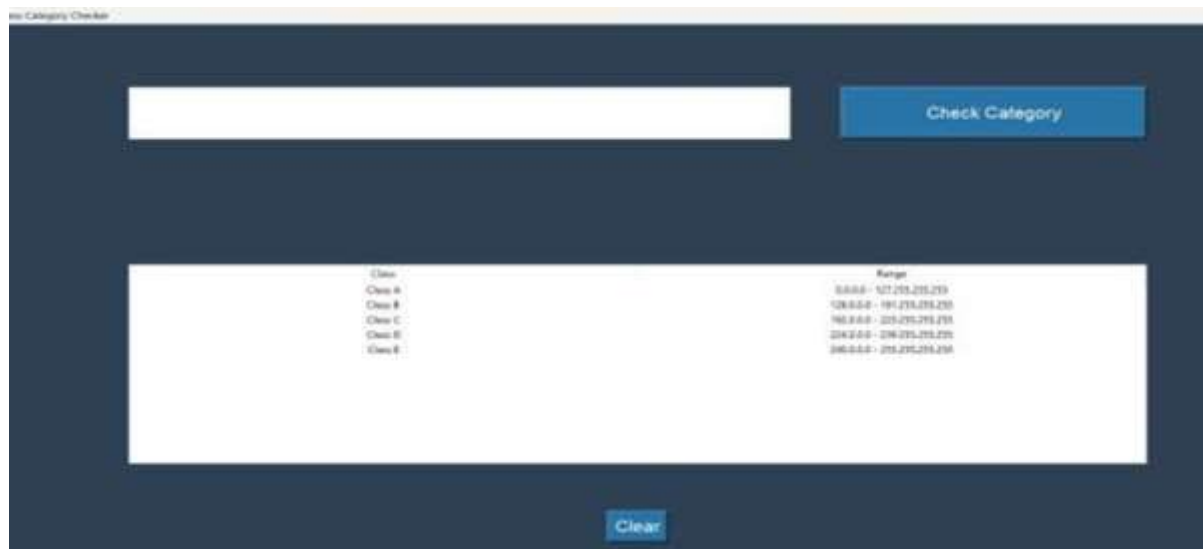 Category Checker
Check Category
Class Range
Class A 0.0.0.0 - 127.255.255.255
Class B 128.0.0.0 - 191.255.255.255
Class C 192.0.0.0 - 223.255.255.255
Class D 224.0.0.0 - 239.255.255.255
Class E 240.0.0.0 - 255.255.255.255
Clear